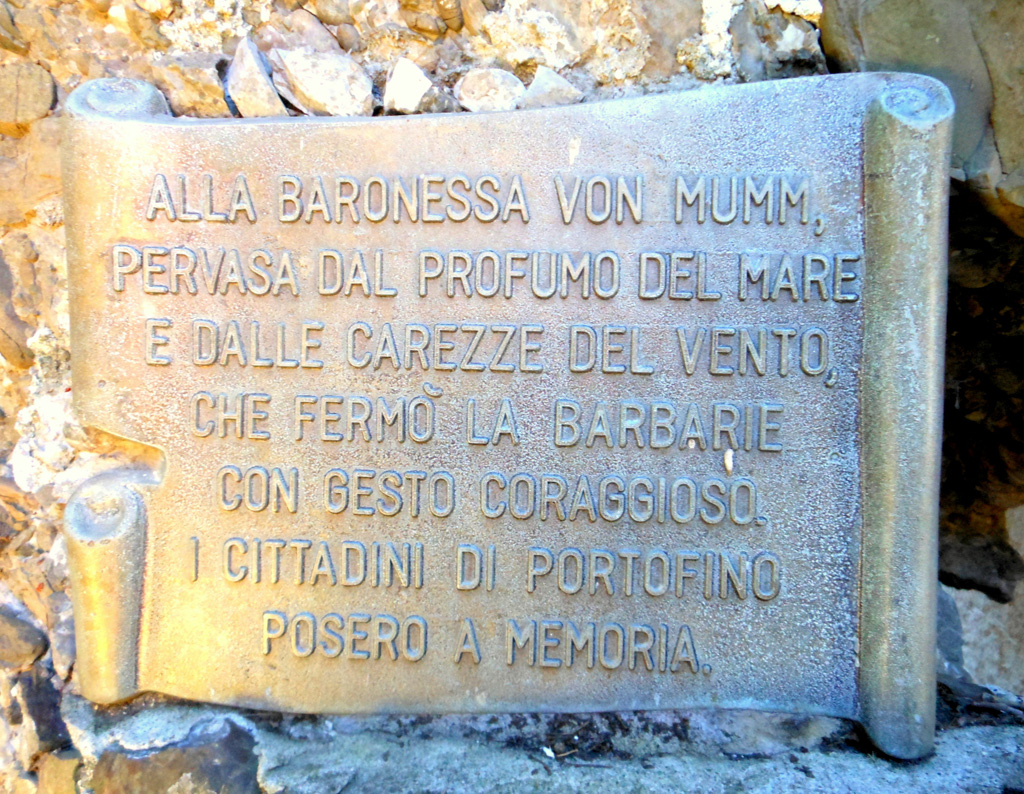 ALLA BARONESSA VON MUMM,
PERVASA DAL PROFUMO DEL MARE
E DALLE CAREZZE DEL VENTO,
CHE FERMÒ LA BARBARIE
CON GESTO CORAGGIOSO.
I CITTADINI DI PORTOFINO
POSERO A MEMORIA.